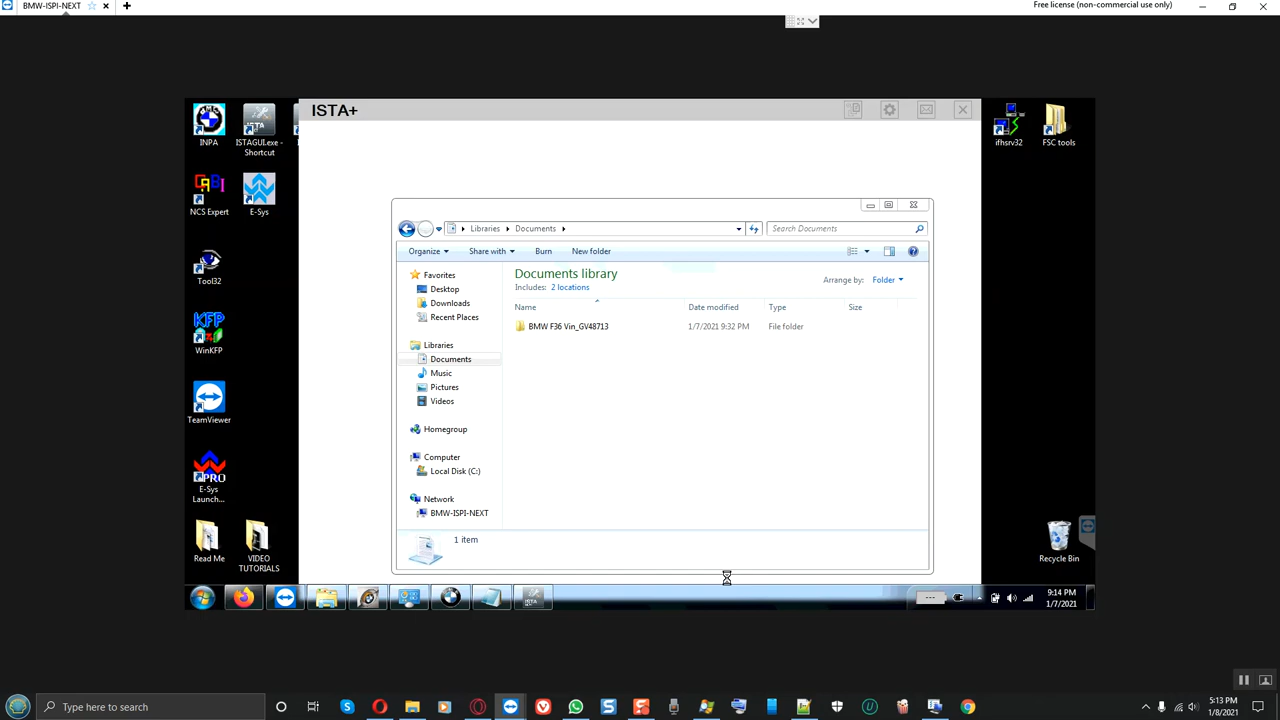 BMW-ISPI-NEXT
Free license (non-commercial use only)
ISTA+
INPA
ISTAGUI.exe -
Shortcut
ifhsrv32
FSC tools
NCS Expert
E-Sys
Tool32
WinKFP
TeamViewer
E-Sys
Launch...
Read Me
VIDEO
TUTORIALS
Recycle Bin
Libraries
Documents
Search Documents
Organize
Share with
Burn
New folder
Favorites
Desktop
Downloads
Recent Places
Libraries
Documents
Music
Pictures
Videos
Homegroup
Computer
Local Disk (C:)
Network
BMW-ISPI-NEXT
Documents library
Includes: 2 locations
Arrange by: Folder
Name Date modified Type Size
BMW F36 Vin_GV48713 1/7/2021 9:32 PM File folder
1 item
9:14 PM
1/7/2021
Type here to search
5:13 PM
1/8/2021